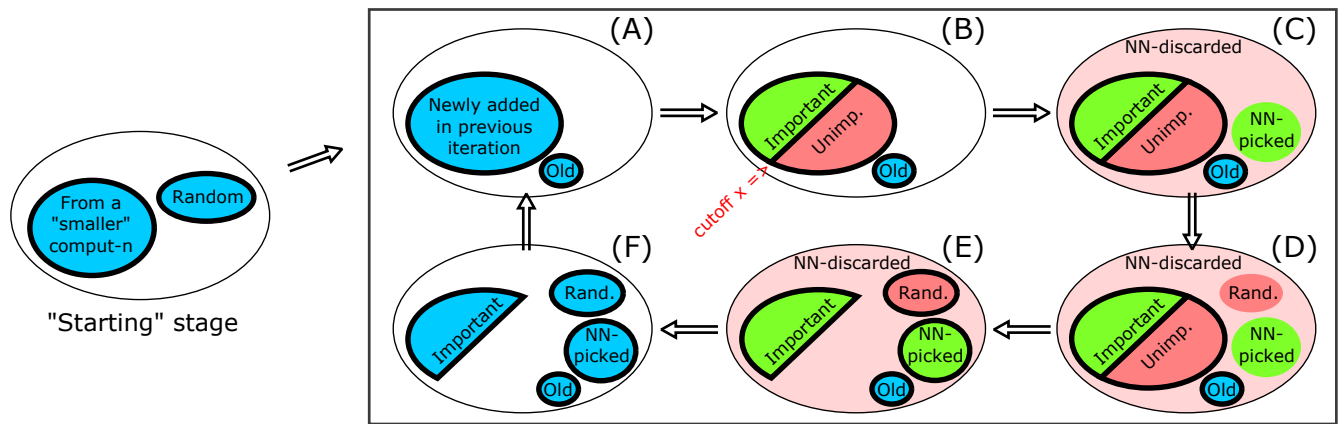 From a
"smaller"
comput-n
Random
"Starting" stage
(A)
Newly added
in previous
iteration
Old
(B)
Important
Unimp.
Old
cutoff x =>
(C)
NN-discarded
Important
Unimp.
NN-
picked
Old
(D)
NN-discarded
Important
Unimp.
Rand.
NN-
picked
Old
(E)
NN-discarded
Important
Rand.
NN-
picked
Old
(F)
Important
Rand.
NN-
picked
Old